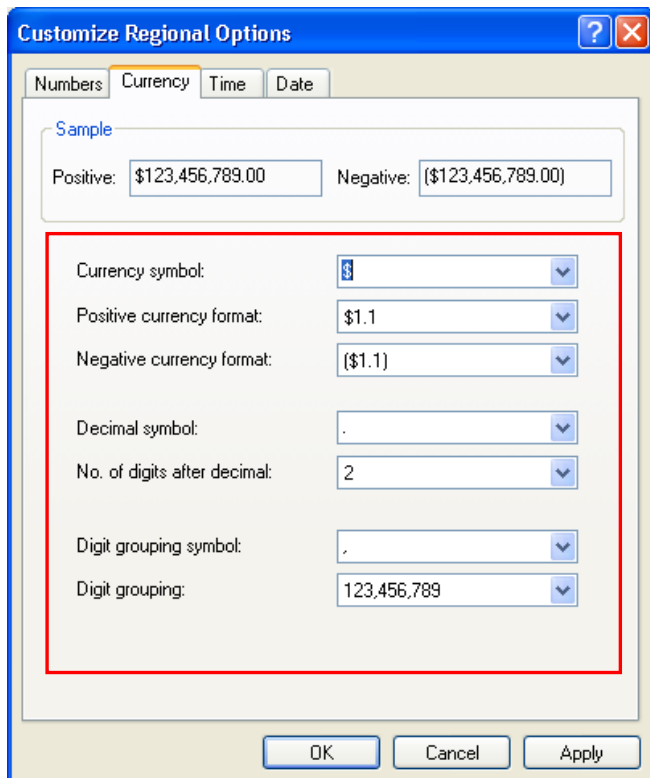 Customize Regional Options
Numbers Currency Time Date
Sample
Positive: $123,456,789.00 Negative: ($123,456,789.00)
Currency symbol: $
Positive currency format: $1.1
Negative currency format: ($1.1)
Decimal symbol: .
No. of digits after decimal: 2
Digit grouping symbol: ,
Digit grouping: 123,456,789
OK Cancel Apply